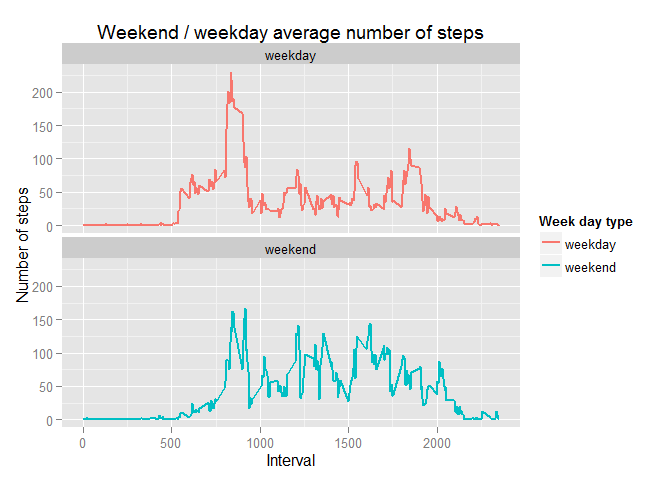 Weekend / weekday average number of steps
weekday
200
150
100
50
0
weekend
200
150
100
50
0
0 500 1000 1500 2000
Interval
Number of steps
Week day type
weekday
weekend